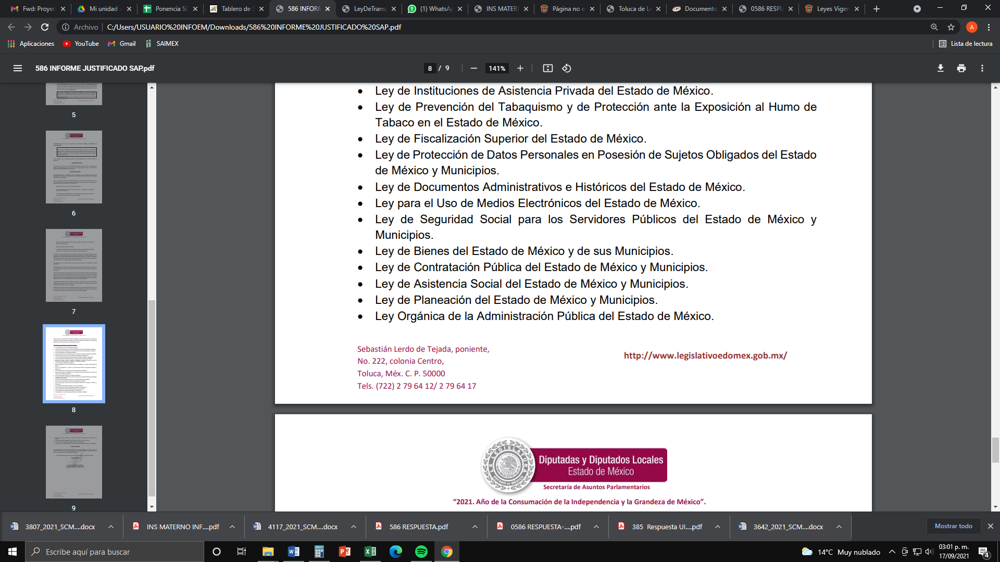 Fwd: Proyec
Mi unidad -
Ponencia SC
Tablero de S
586 INFORM
LeyDeTransp
(1) WhatsAp
INS MATERN
Página no e
Toluca de Le
Documento
0586 RESPU
Leyes Vigen
Archivo
C:/Users/USUARIO%20INFOEM/Downloads/586%20INFORME%20JUSTIFICADO%20SAP.pdf
A
Aplicaciones
YouTube
Gmail
SAIMEX
Lista de lectura
586 INFORME JUSTIFICADO SAP.pdf
8 / 9
141%
5
6
7
8
9
• Ley de Instituciones de Asistencia Privada del Estado de México.
• Ley de Prevención del Tabaquismo y de Protección ante la Exposición al Humo de
Tabaco en el Estado de México.
• Ley de Fiscalización Superior del Estado de México.
• Ley de Protección de Datos Personales en Posesión de Sujetos Obligados del Estado
de México y Municipios.
• Ley de Documentos Administrativos e Históricos del Estado de México.
• Ley para el Uso de Medios Electrónicos del Estado de México.
• Ley de Seguridad Social para los Servidores Públicos del Estado de México y
Municipios.
• Ley de Bienes del Estado de México y de sus Municipios.
• Ley de Contratación Pública del Estado de México y Municipios.
• Ley de Asistencia Social del Estado de México y Municipios.
• Ley de Planeación del Estado de México y Municipios.
• Ley Orgánica de la Administración Pública del Estado de México.
Sebastián Lerdo de Tejada, poniente,
No. 222, colonia Centro,
Toluca, Méx. C. P. 50000
Tels. (722) 2 79 64 12/ 2 79 64 17
http://www.legislativoedomex.gob.mx/
LX LEGISLATURA
ESTADO DE MÉXICO
Diputadas y Diputados Locales
Estado de México
Secretaría de Asuntos Parlamentarios
“2021. Año de la Consumación de la Independencia y la Grandeza de México”.
3807_2021_SCM....docx
INS MATERNO INF....pdf
4117_2021_SCM....docx
586 RESPUESTA.pdf
0586 RESPUESTA-....pdf
385 Respuesta UI....pdf
3642_2021_SCM....docx
Mostrar todo
Escribe aquí para buscar
14°C Muy nublado
03:01 p. m.
17/09/2021
4